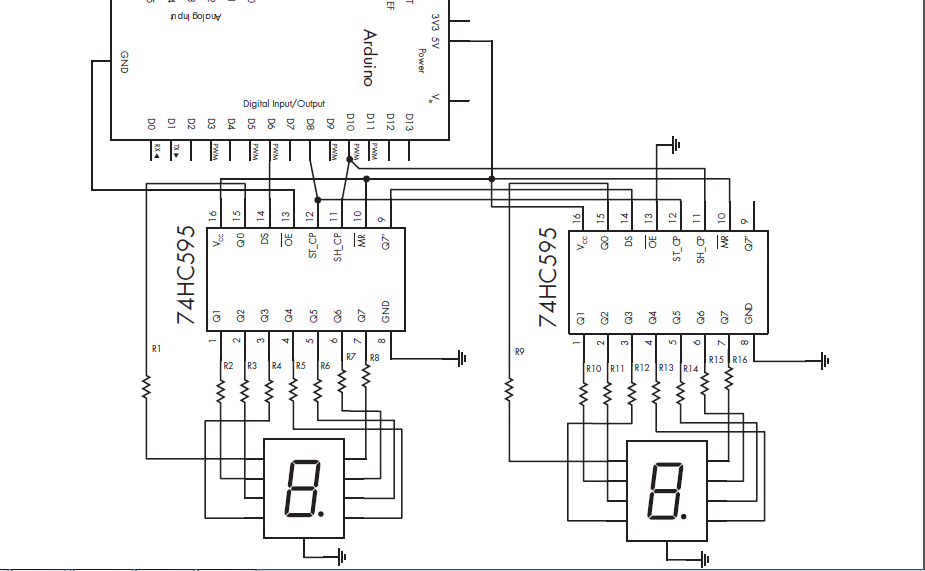 Analog Input
EF
T
3V3
5V
Power
Vin
GND
Arduino
Digital Input/Output
D0 D1 D2 D3 D4 D5 D6 D7 D8 D9 D10 D11 D12 D13
RX TX PWM PWM PWM PWM PWM PWM
16 15 14 13 12 11 10 9
Vcc Q0 DS OE ST_CP SH_CP MR Q7'
74HC595
Q1 Q2 Q3 Q4 Q5 Q6 Q7 GND
1 2 3 4 5 6 7 8
R1 R2 R3 R4 R5 R6 R7 R8
16 15 14 13 12 11 10 9
Vcc Q0 DS OE ST_CP SH_CP MR Q7'
74HC595
Q1 Q2 Q3 Q4 Q5 Q6 Q7 GND
1 2 3 4 5 6 7 8
R9 R10 R11 R12 R13 R14 R15 R16
8.
8.